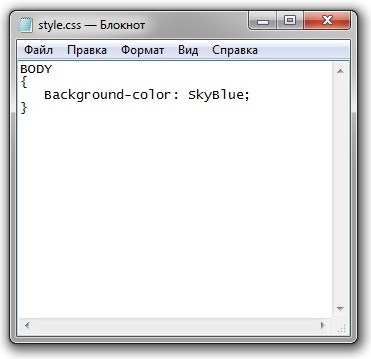 style.css — Блокнот
Файл Правка Формат Вид Справка
BODY
{
   Background-color: SkyBlue;
}